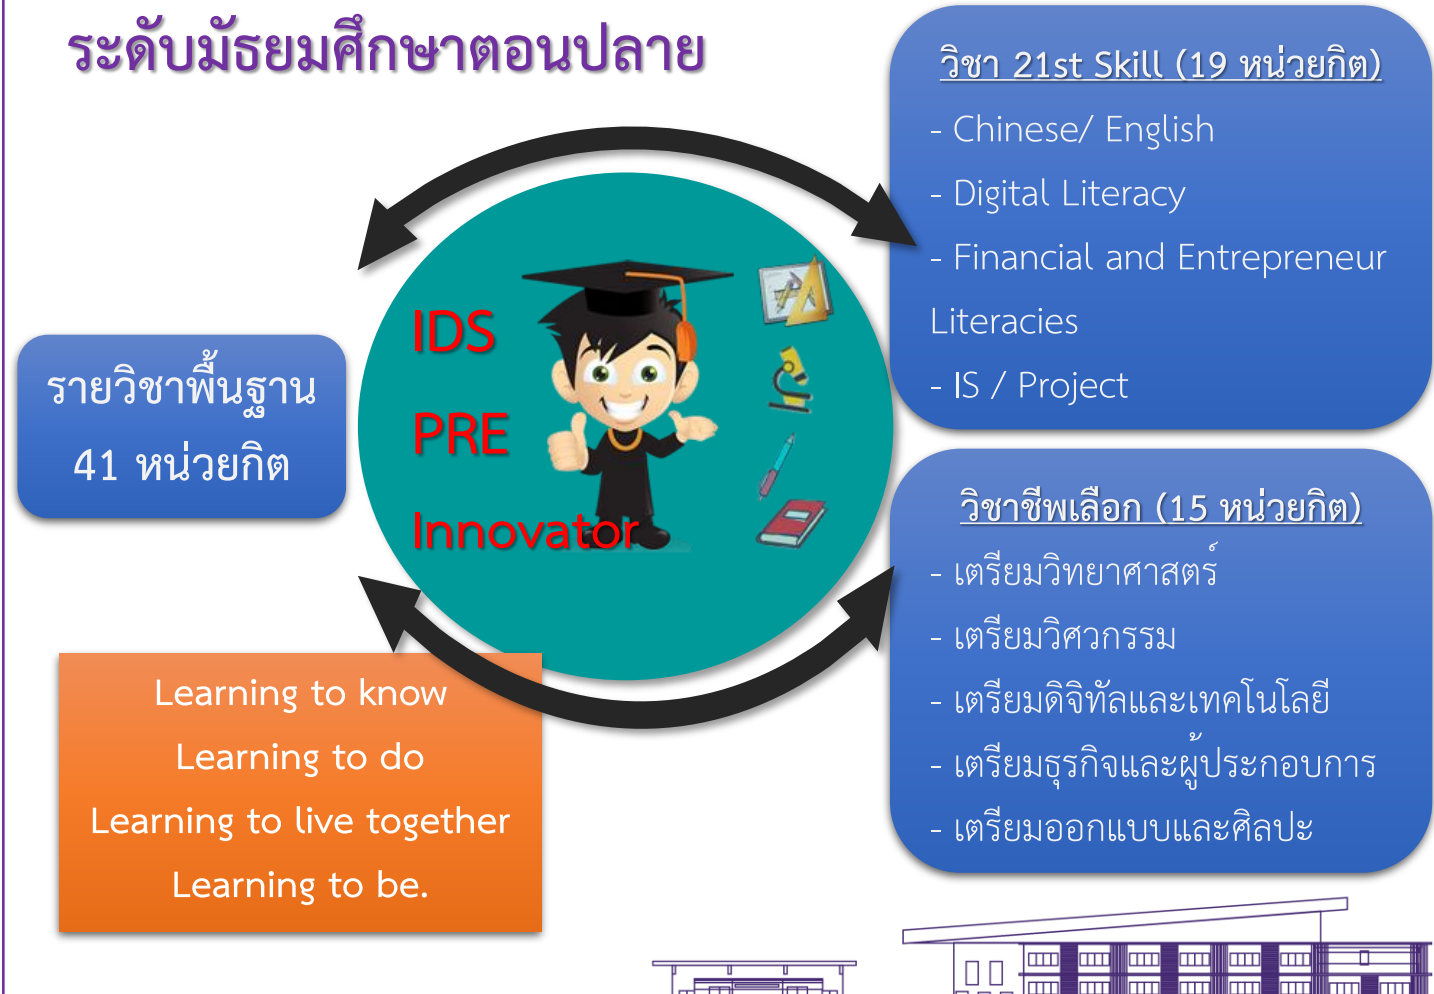 ระดับมัธยมศึกษาตอนปลาย
วิชา 21st Skill (19 หน่วยกิต)
- Chinese/ English
- Digital Literacy
- Financial and Entrepreneur
Literacies
- IS / Project
IDS
PRE
Innovator
รายวิชาพื้นฐาน
41 หน่วยกิต
วิชาชีพเลือก (15 หน่วยกิต)
- เตรียมวิทยาศาสตร์
- เตรียมวิศวกรรม
- เตรียมดิจิทัลและเทคโนโลยี
- เตรียมธุรกิจและผู้ประกอบการ
- เตรียมออกแบบและศิลปะ
Learning to know
Learning to do
Learning to live together
Learning to be.